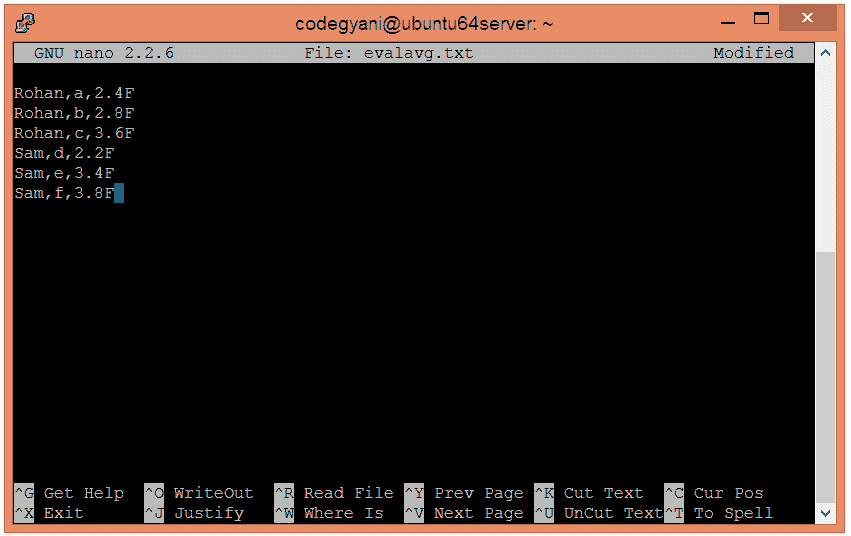 codegyani@ubuntu64server: ~
GNU nano 2.2.6 File: evalavg.txt Modified
Rohan,a,2.4F
Rohan,b,2.8F
Rohan,c,3.6F
Sam,d,2.2F
Sam,e,3.4F
Sam,f,3.8F
^G Get Help ^O WriteOut ^R Read File ^Y Prev Page ^K Cut Text ^C Cur Pos
^X Exit ^J Justify ^W Where Is ^V Next Page ^U UnCut Text^T To Spell